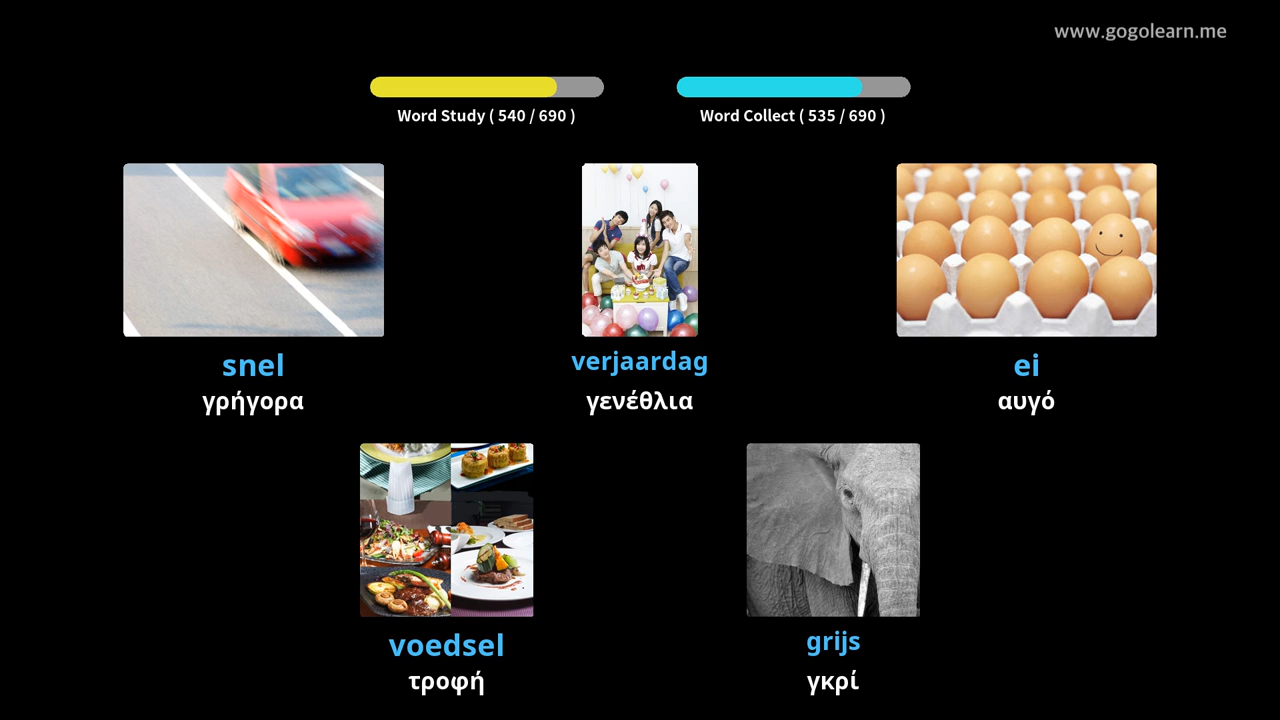 www.gogolearn.me
Word Study ( 540 / 690 )
Word Collect ( 535 / 690 )
snel
γρήγορα
verjaardag
γενέθλια
ei
αυγό
voedsel
τροφή
grijs
γκρί